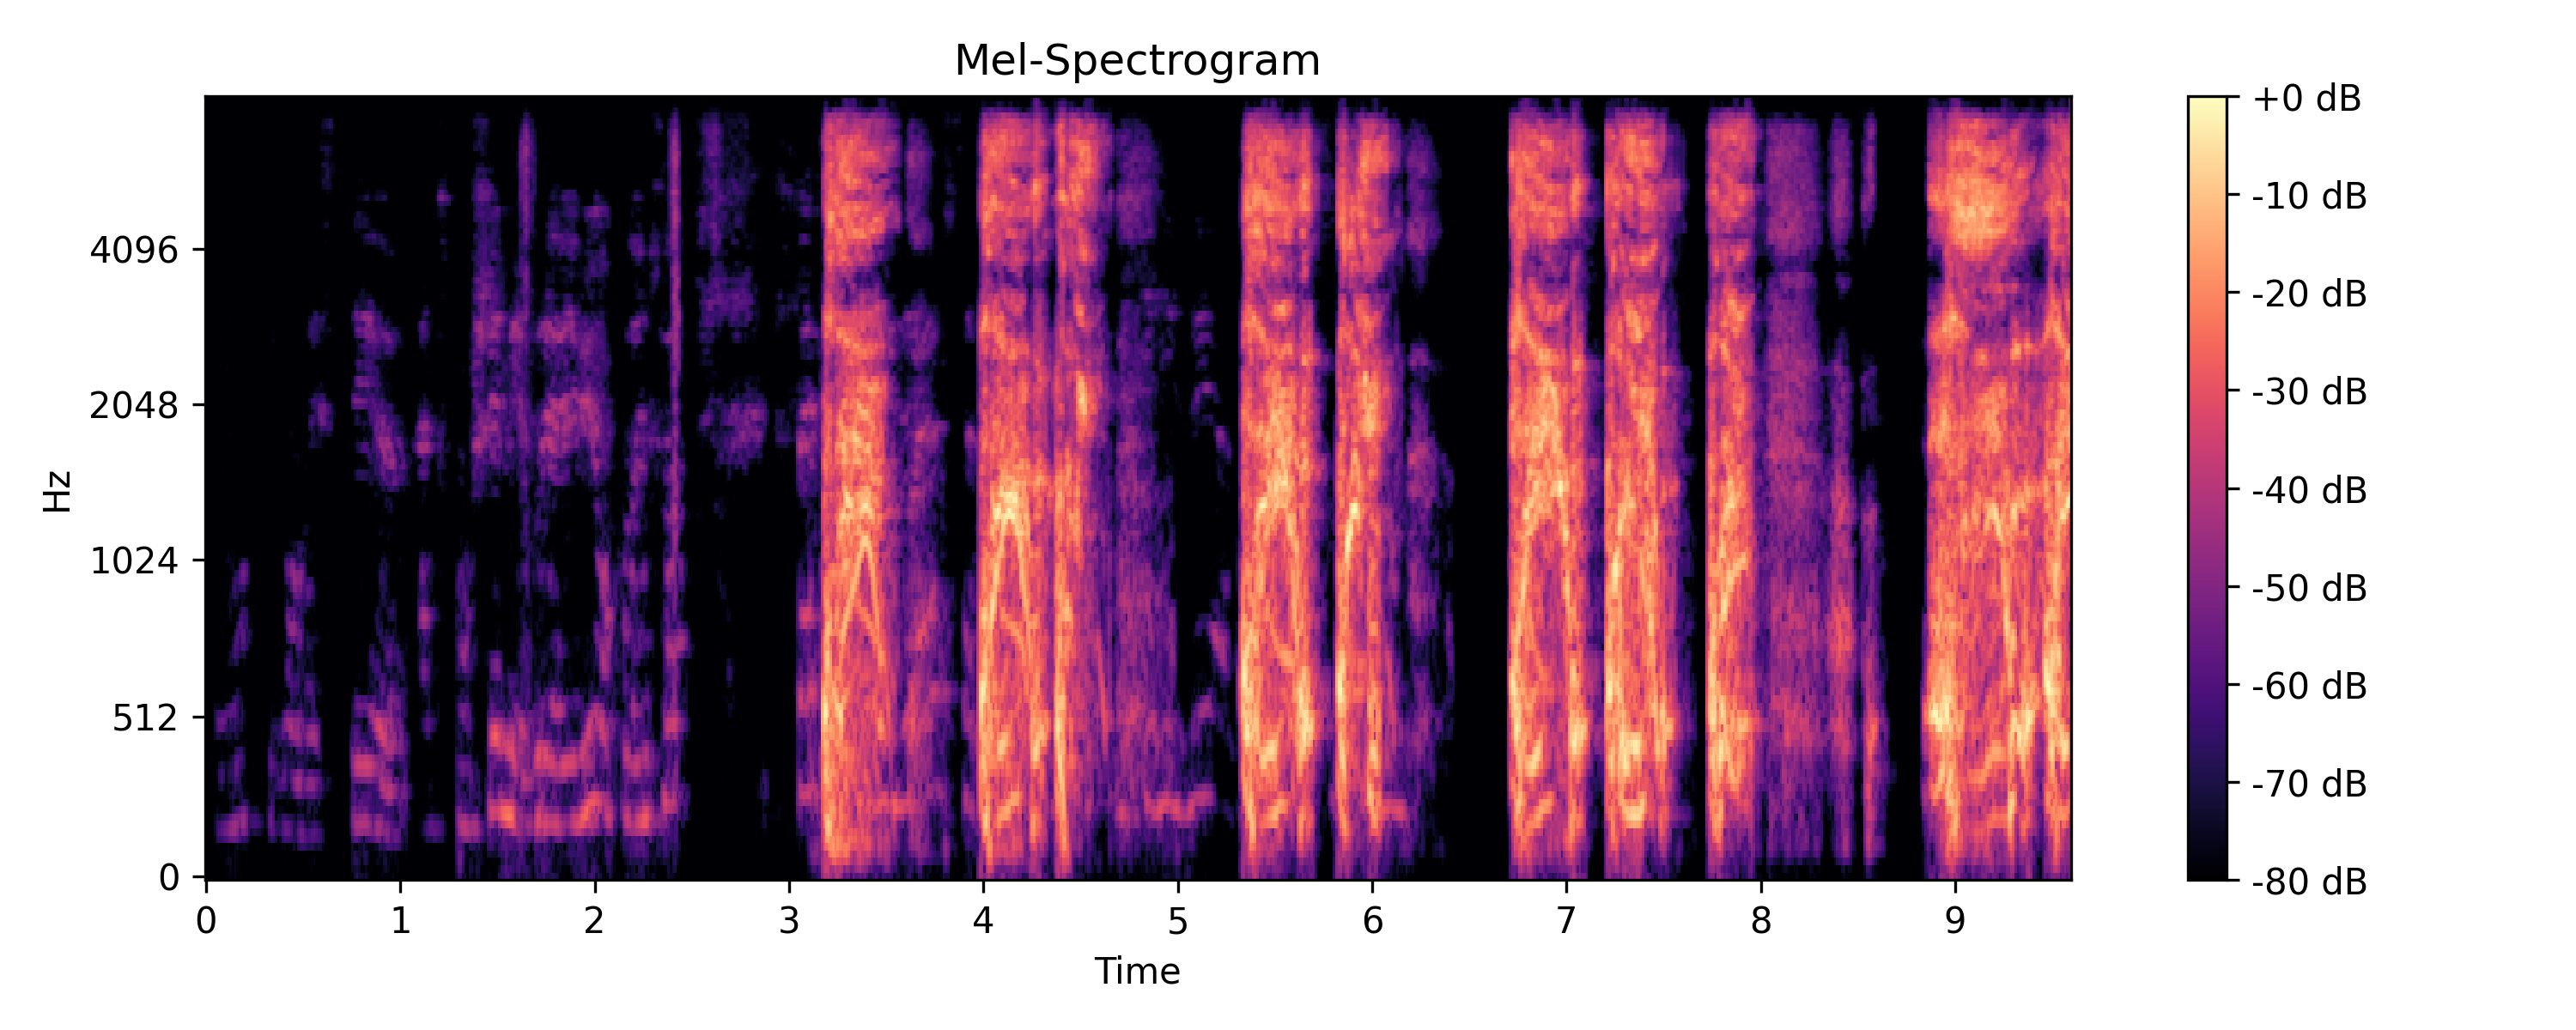 Mel-Spectrogram
+0 dB
-10 dB
-20 dB
-30 dB
-40 dB
-50 dB
-60 dB
-70 dB
-80 dB
4096
2048
1024
512
0
Hz
0 1 2 3 4 5 6 7 8 9
Time